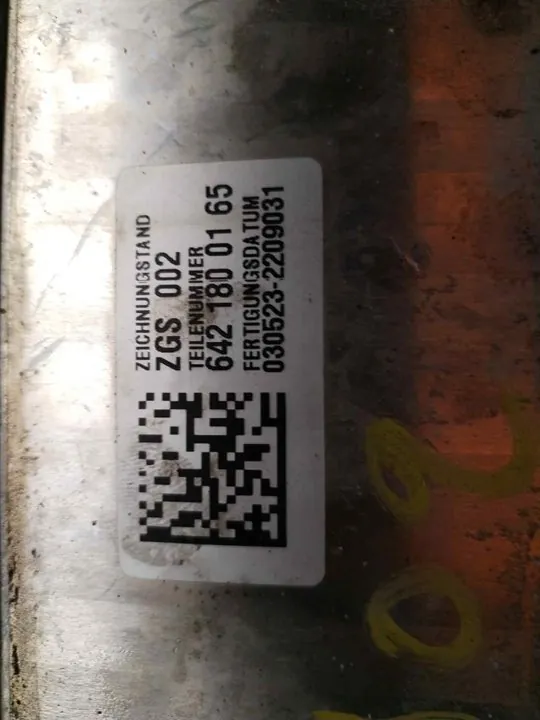 ZEICHNUNGSTAND
ZGS 002
TEILENUMMER
642 180 01 65
FERTIGUNGSDATUM
030523-2209031